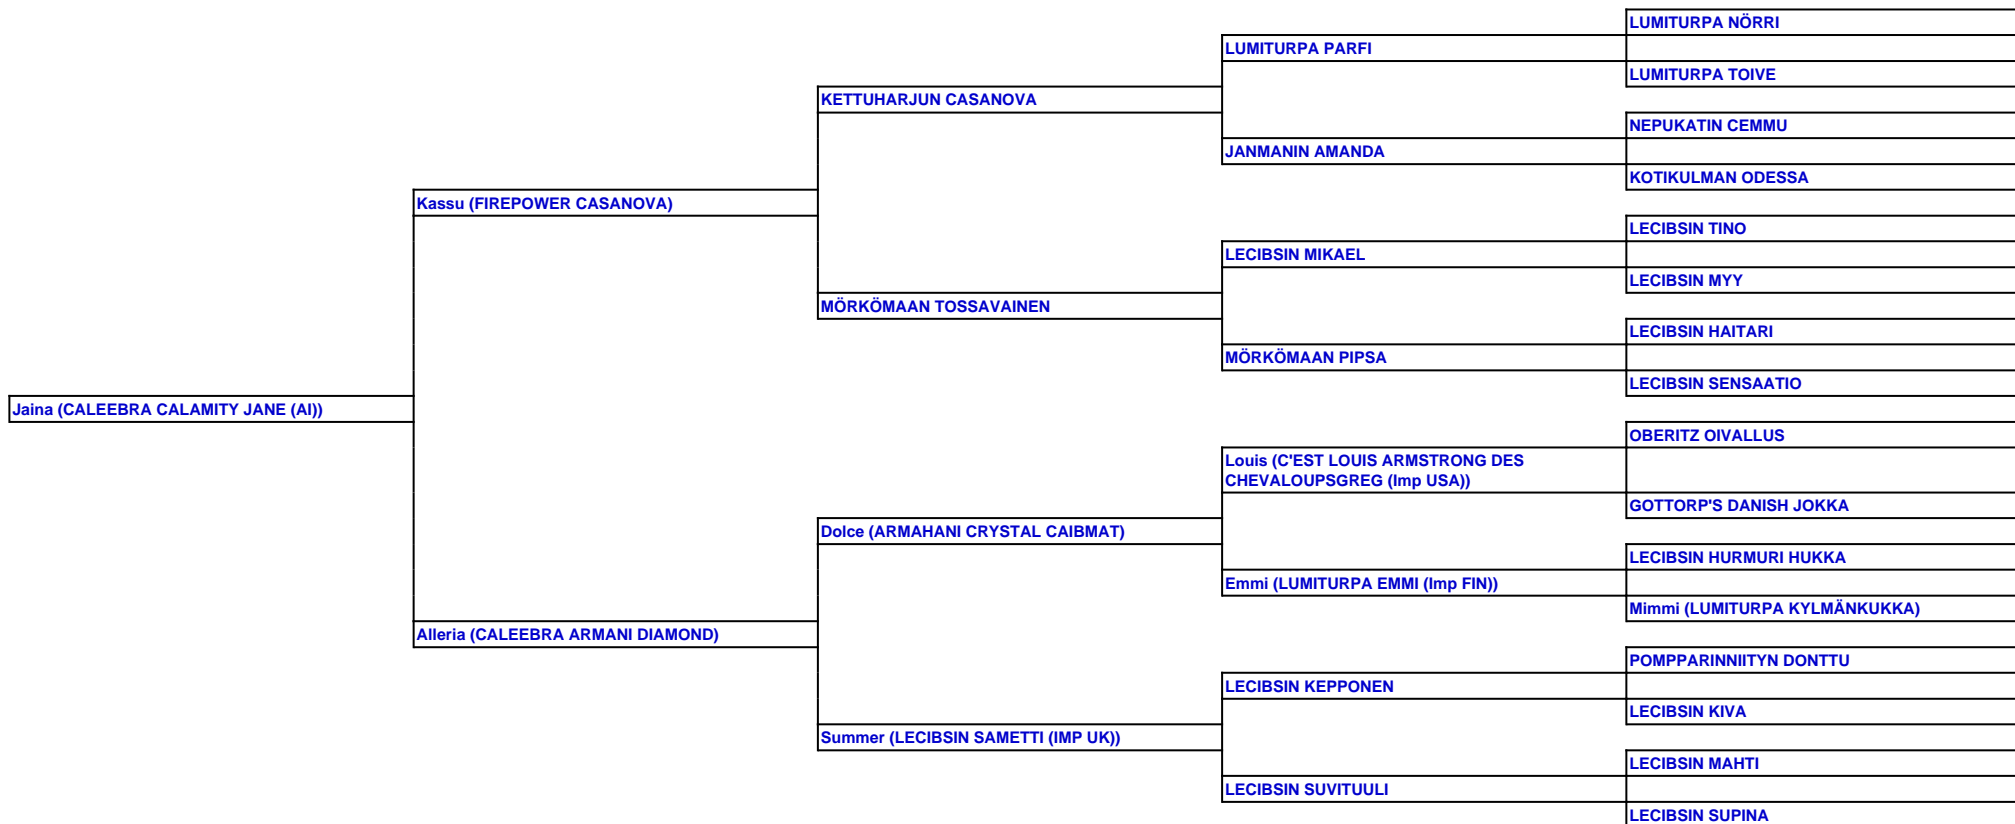 LUMITURPA NÖRRI
LUMITURPA PARFI
LUMITURPA TOIVE
KETTUHARJUN CASANOVA
NEPUKATIN CEMMU
JANMANIN AMANDA
KOTIKULMAN ODESSA
Kassu (FIREPOWER CASANOVA)
LECIBSIN TINO
LECIBSIN MIKAEL
LECIBSIN MYY
MÖRKÖMAAN TOSSAVAINEN
LECIBSIN HAITARI
MÖRKÖMAAN PIPSA
LECIBSIN SENSAATIO
Jaina (CALEEBRA CALAMITY JANE (AI))
OBERITZ OIVALLUS
Louis (C'EST LOUIS ARMSTRONG DES
CHEVALOUPSGREG (Imp USA))
GOTTORP'S DANISH JOKKA
Dolce (ARMAHANI CRYSTAL CAIBMAT)
LECIBSIN HURMURI HUKKA
Emmi (LUMITURPA EMMI (Imp FIN))
Mimmi (LUMITURPA KYLMÄNKUKKA)
Alleria (CALEEBRA ARMANI DIAMOND)
POMPPARINNIITYN DONTTU
LECIBSIN KEPPONEN
LECIBSIN KIVA
Summer (LECIBSIN SAMETTI (IMP UK))
LECIBSIN MAHTI
LECIBSIN SUVITUULI
LECIBSIN SUPINA